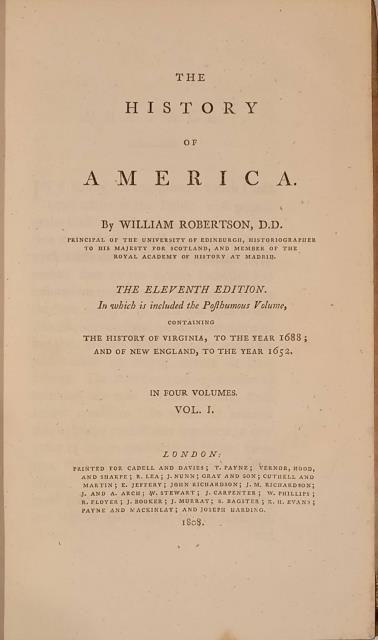 THE
HISTORY
OF
AMERICA.
By WILLIAM ROBERTSON, D.D.
PRINCIPAL OF THE UNIVERSITY OF EDINBURGH, HISTORIOGRAPHER
TO HIS MAJESTY FOR SCOTLAND, AND MEMBER OF THE
ROYAL ACADEMY OF HISTORY AT MADRID.
THE ELEVENTH EDITION.
In which is included the Poſthumous Volume,
CONTAINING
THE HISTORY OF VIRGINIA, TO THE YEAR 1688;
AND OF NEW ENGLAND, TO THE YEAR 1652.
IN FOUR VOLUMES.
VOL. I.
LONDON:
PRINTED FOR CADELL AND DAVIES; T. PAYNE; VERNOR, HOOD,
AND SHARPE; R. LEA; J. NUNN; GRAY AND SON; CUTHELL AND
MARTIN; E. JEFFERY; JOHN RICHARDSON; J. M. RICHARDSON;
J. AND A. ARCH; W. STEWART; J. CARPENTER; W. PHILLIPS;
R. FLOYER; J. BOOKER; J. MURRAY; S. BAGSTER; R. H. EVANS;
PAYNE AND MACKINLAY; AND JOSEPH HARDING.
1808.